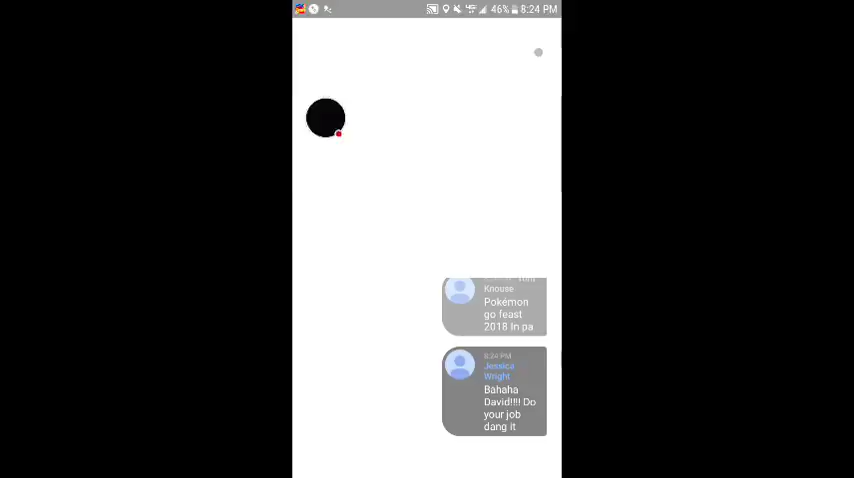 46% 8:24 PM
Knouse
Pokémon
go feast
2018 In pa
8:24 PM
Jessica
Wright
Bahaha
David!!!! Do
your job
dang it